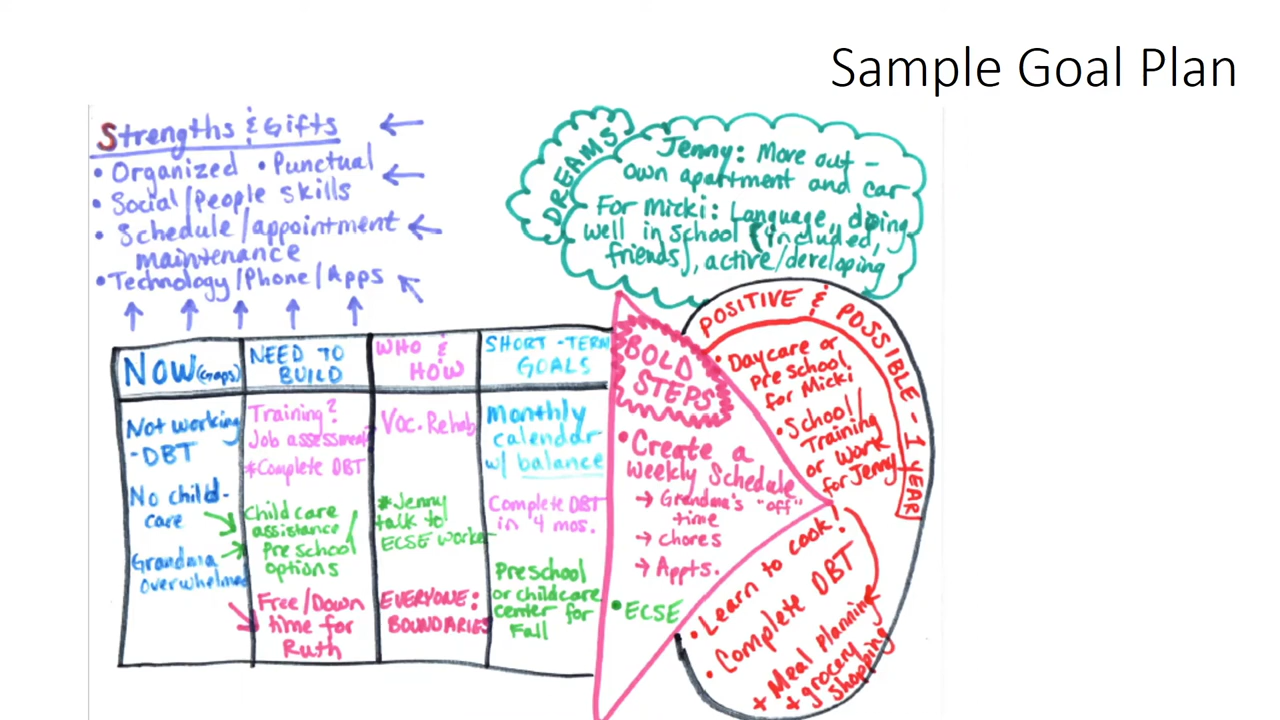 Sample Goal Plan
Strengths & Gifts
• Organized • Punctual
• Social/People skills
• Schedule/appointment
maintenance
• Technology/Phone/Apps
DREAMS
Jenny: Move out -
own apartment and car
For Micki: Language, doing
well in school (included,
friends), active/developing
NOW (Gaps)
Not working
- DBT
No child-
care
Grandma
overwhelmed
NEED TO
BUILD
Training?
Job assessment
*Complete DBT
Child care
assistance/
Preschool
options
Free/Down
time for
Ruth
WHO &
HOW
Voc. Rehab
*Jenny
talk to
ECSE worker
EVERYONE:
BOUNDARIES
SHORT-TERM
GOALS
Monthly
calendar
w/ balance
Complete DBT
in 4 mos.
Preschool
or childcare
center for
Fall
BOLD
STEPS
• Create a
weekly Schedule
→ Grandma's "off"
time
→ chores
→ Appts.
• ECSE
POSITIVE & POSSIBLE - 1 YEAR
• Daycare or
Pre school
for Micki
• School/
Training
or work
for Jenny
• Learn to cook!
• Complete DBT
+ Meal planning
+ grocery
shopping